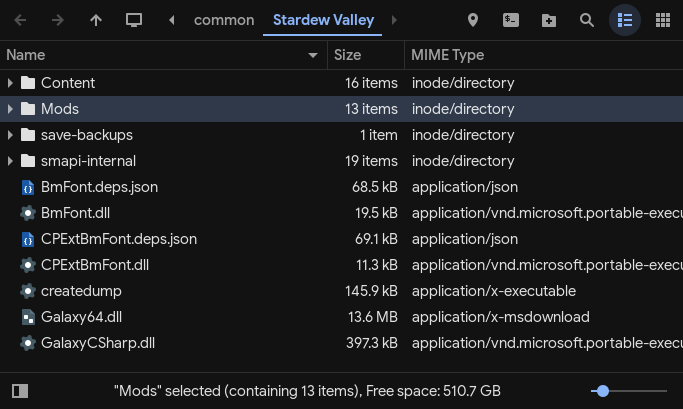 common Stardew Valley
Name Size MIME Type
Content 16 items inode/directory
Mods 13 items inode/directory
save-backups 1 item inode/directory
smapi-internal 19 items inode/directory
BmFont.deps.json 68.5 kB application/json
BmFont.dll 19.5 kB application/vnd.microsoft.portable-execu
CPExtBmFont.deps.json 69.1 kB application/json
CPExtBmFont.dll 11.3 kB application/vnd.microsoft.portable-execu
createdump 145.9 kB application/x-executable
Galaxy64.dll 13.6 MB application/x-msdownload
GalaxyCSharp.dll 397.3 kB application/vnd.microsoft.portable-execu
"Mods" selected (containing 13 items), Free space: 510.7 GB